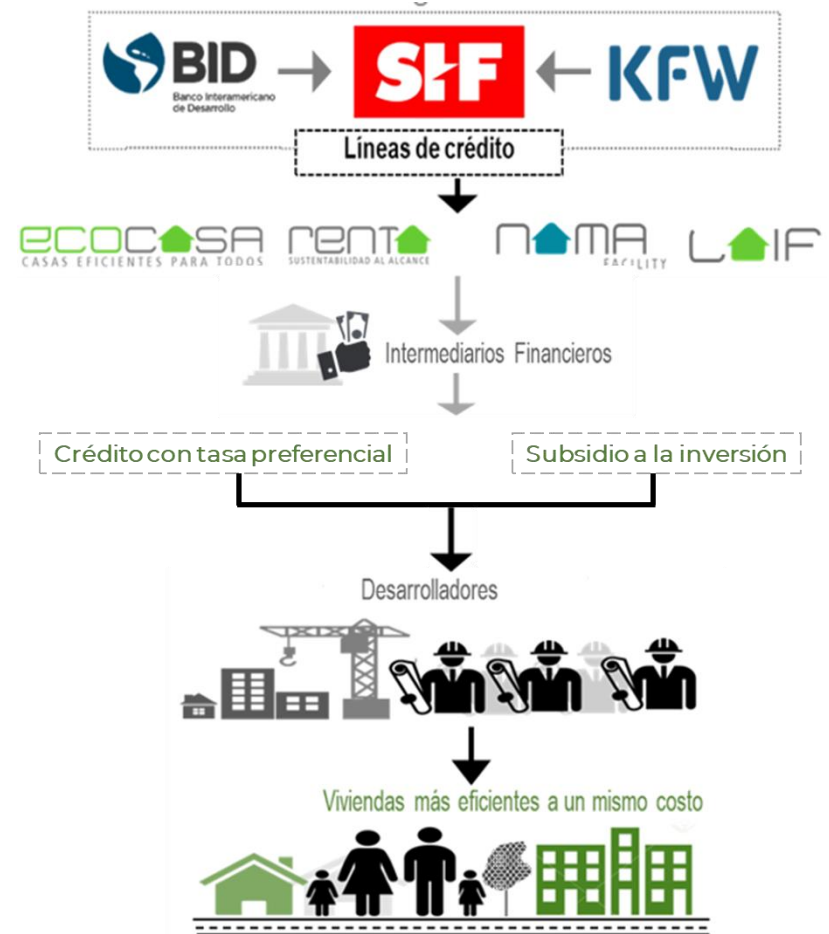 BID
Banco Interamericano
de Desarrollo
SHF
KFW
Líneas de crédito
ecocasa
CASAS EFICIENTES PARA TODOS
renta
SUSTENTABILIDAD AL ALCANCE
nama
FACILITY
LAIF
Intermediarios Financieros
Crédito con tasa preferencial
Subsidio a la inversión
Desarrolladores
Viviendas más eficientes a un mismo costo